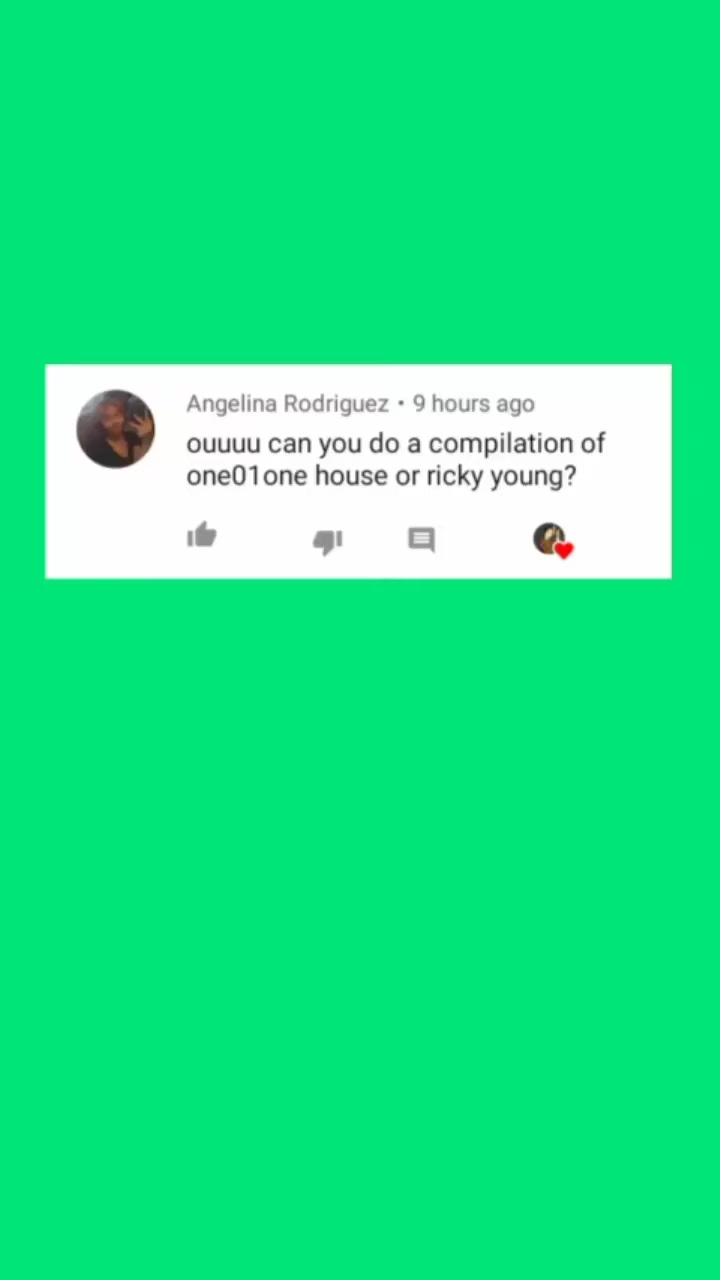 Angelina Rodriguez • 9 hours ago
ouuuu can you do a compilation of
one01one house or ricky young?